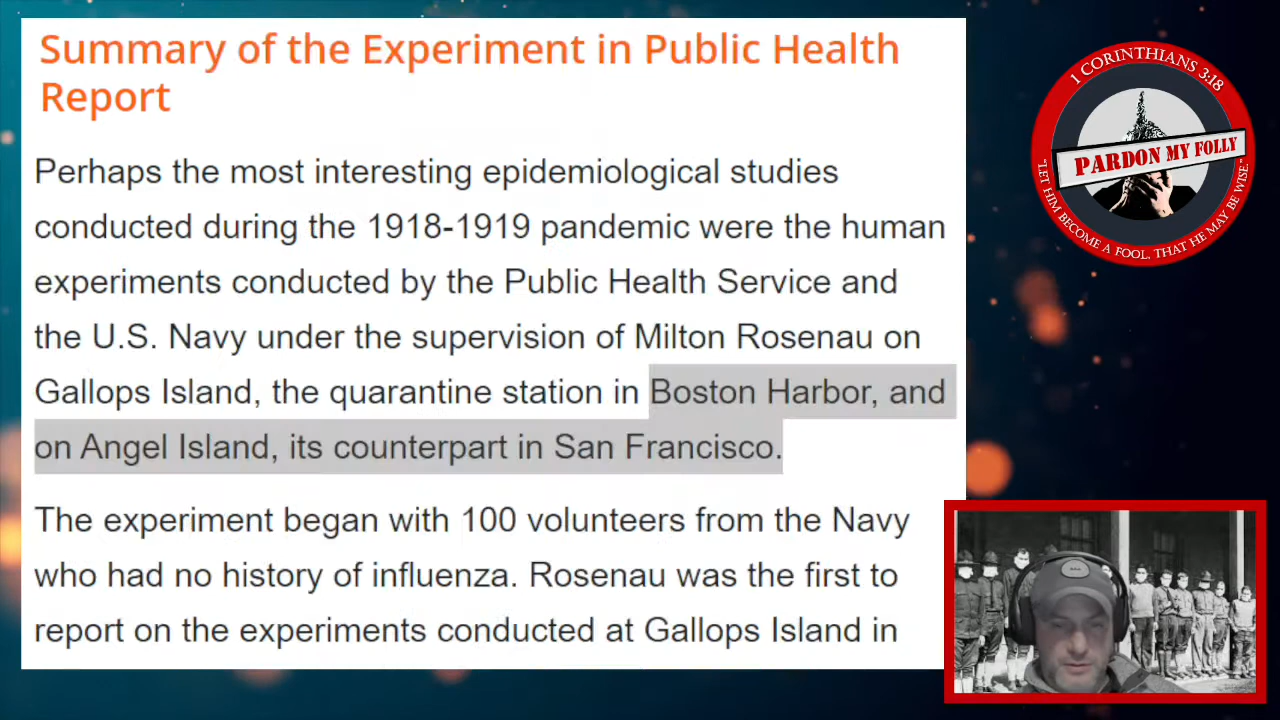 Summary of the Experiment in Public Health
Report
Perhaps the most interesting epidemiological studies
conducted during the 1918-1919 pandemic were the human
experiments conducted by the Public Health Service and
the U.S. Navy under the supervision of Milton Rosenau on
Gallops Island, the quarantine station in Boston Harbor, and
on Angel Island, its counterpart in San Francisco.
The experiment began with 100 volunteers from the Navy
who had no history of influenza. Rosenau was the first to
report on the experiments conducted at Gallops Island in
1 CORINTHIANS 3:18
PARDON MY FOLLY
"LET HIM BECOME A FOOL, THAT HE MAY BE WISE"